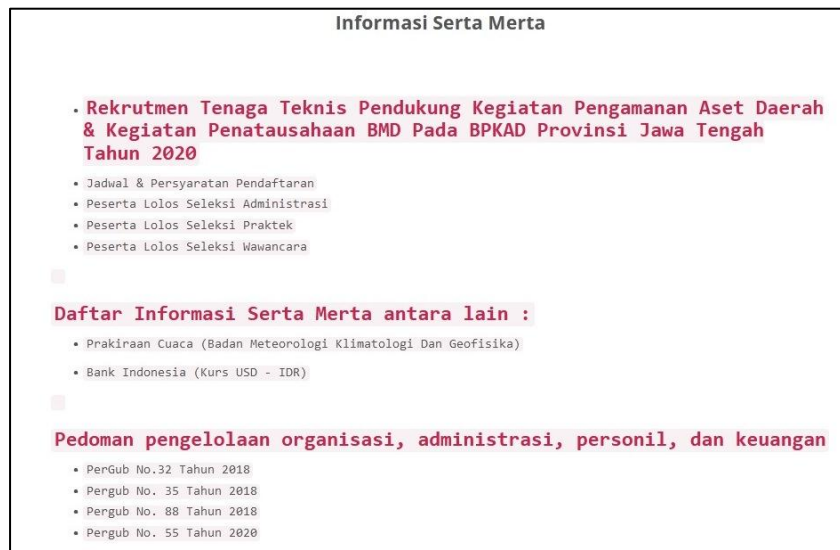 Informasi Serta Merta
Rekrutmen Tenaga Teknis Pendukung Kegiatan Pengamanan Aset Daerah
& Kegiatan Penatausahaan BMD Pada BPKAD Provinsi Jawa Tengah
Tahun 2020
Jadwal & Persyaratan Pendaftaran
Peserta Lolos Seleksi Administrasi
Peserta Lolos Seleksi Praktek
Peserta Lolos Seleksi Wawancara
Daftar Informasi Serta Merta antara lain :
Prakiraan Cuaca (Badan Meteorologi Klimatologi Dan Geofisika)
Bank Indonesia (Kurs USD - IDR)
Pedoman pengelolaan organisasi, administrasi, personil, dan keuangan
PerGub No.32 Tahun 2018
Pergub No. 35 Tahun 2018
Pergub No. 88 Tahun 2018
Pergub No. 55 Tahun 2020